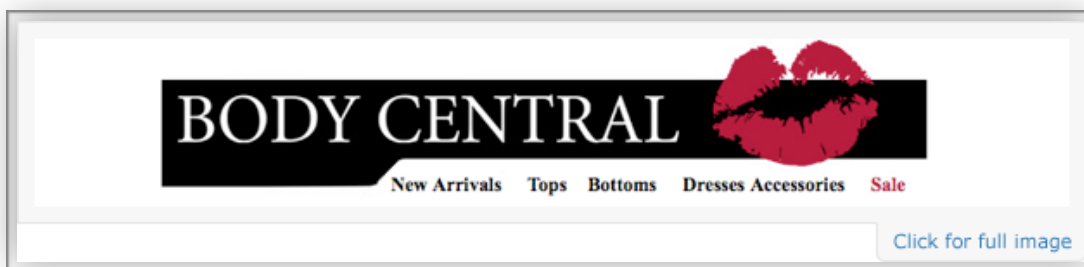 BODY CENTRAL
New Arrivals Tops Bottoms Dresses Accessories Sale
Click for full image